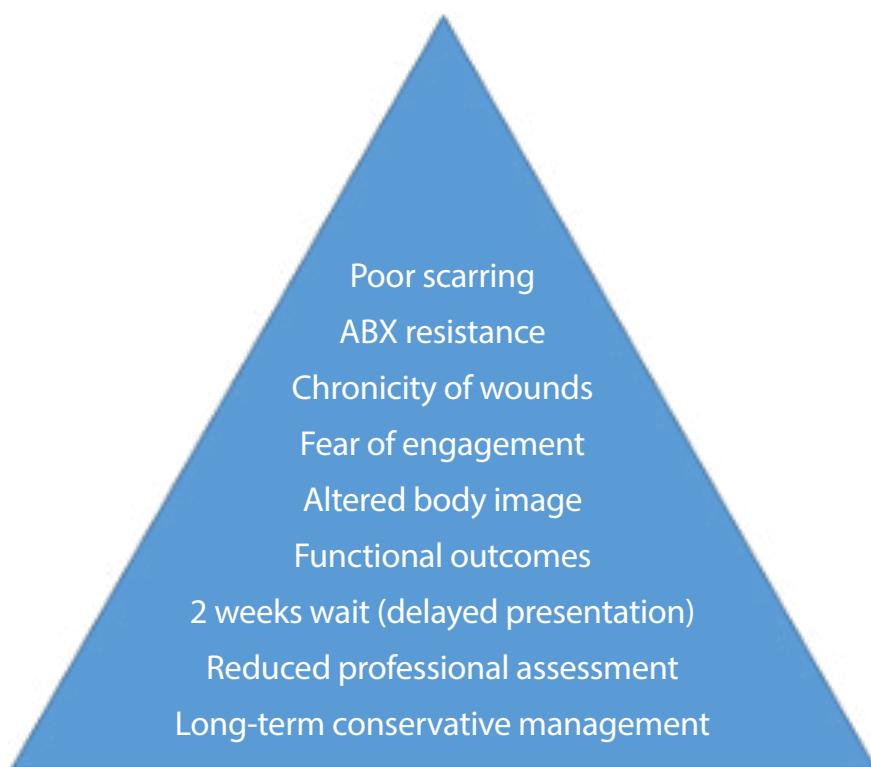 Poor scarring
ABX resistance
Chronicity of wounds
Fear of engagement
Altered body image
Functional outcomes
2 weeks wait (delayed presentation)
Reduced professional assessment
Long-term conservative management